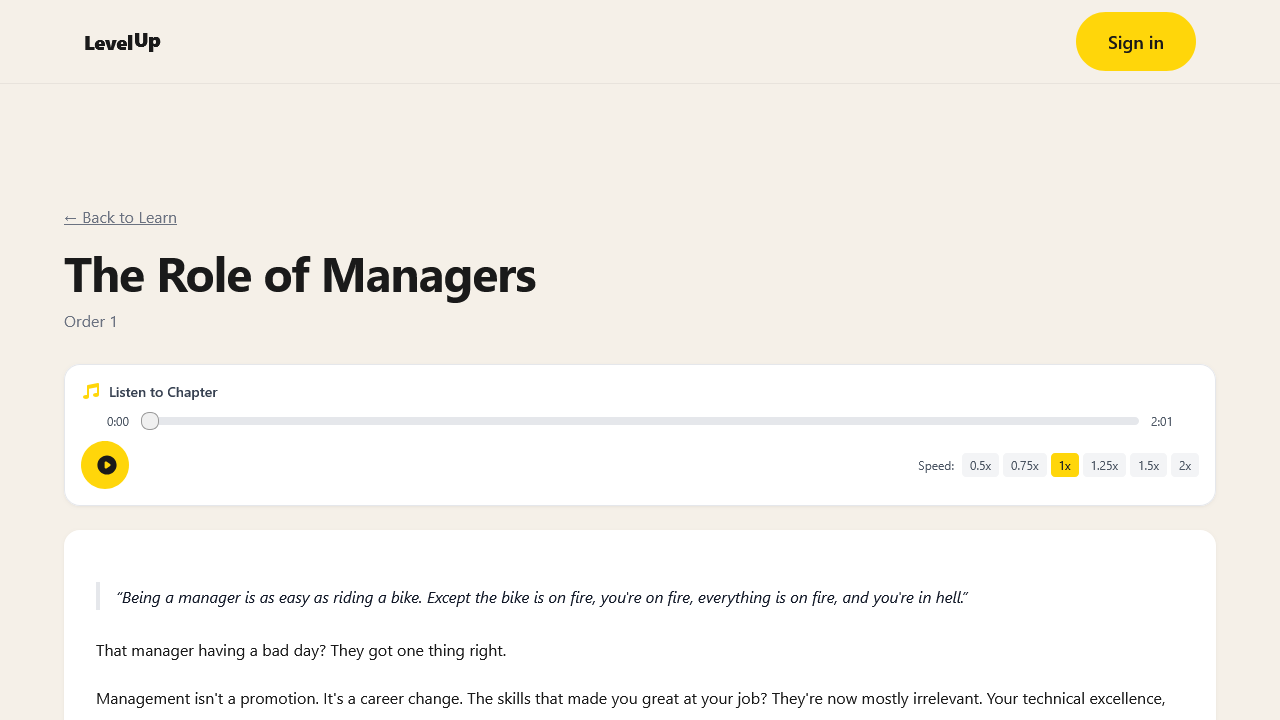 LevelUp
Sign in
← Back to Learn
The Role of Managers
Order 1
Listen to Chapter
0:00
2:01
Speed: 0.5x 0.75x 1x 1.25x 1.5x 2x
“Being a manager is as easy as riding a bike. Except the bike is on fire, you're on fire, everything is on fire, and you're in hell.”
That manager having a bad day? They got one thing right.
Management isn't a promotion. It's a career change. The skills that made you great at your job? They're now mostly irrelevant. Your technical excellence,